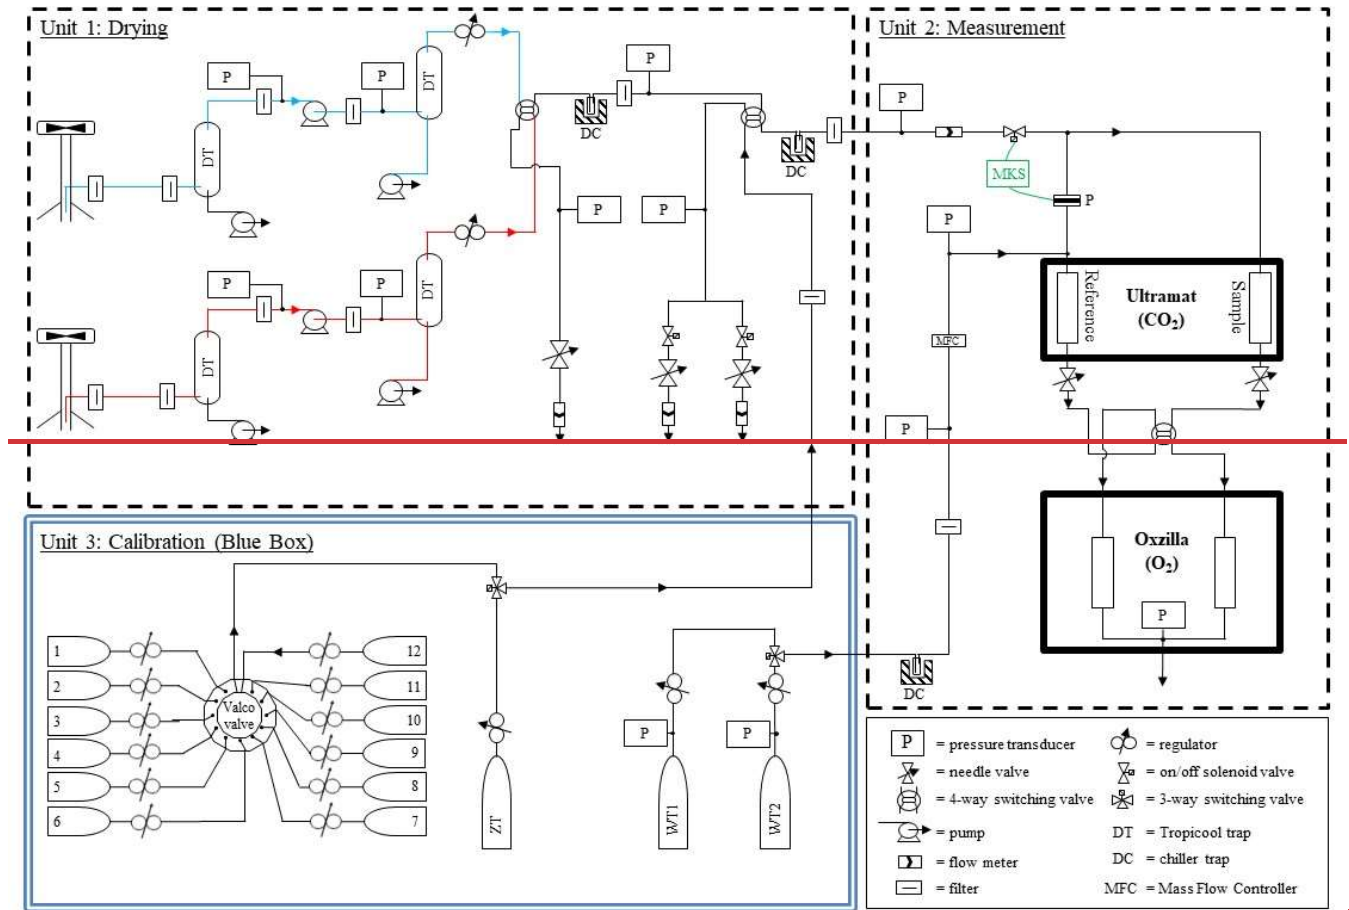 Unit 1: Drying
P
P
DT
P
DC
DT
P
P
DC
P
P
DT
DT
Unit 2: Measurement
P
MKS
P
P
Reference
Ultramat
(CO₂)
Sample
MFC
P
Oxzilla
(O₂)
P
DC
Unit 3: Calibration (Blue Box)
1
2
3
4
5
6
Valco
valve
12
11
10
9
8
7
ZT
P
WT1
P
WT2
P = pressure transducer
= regulator
= needle valve
= on/off solenoid valve
= 4-way switching valve
= 3-way switching valve
= pump
DT = Tropicool trap
= flow meter
DC = chiller trap
= filter
MFC = Mass Flow Controller